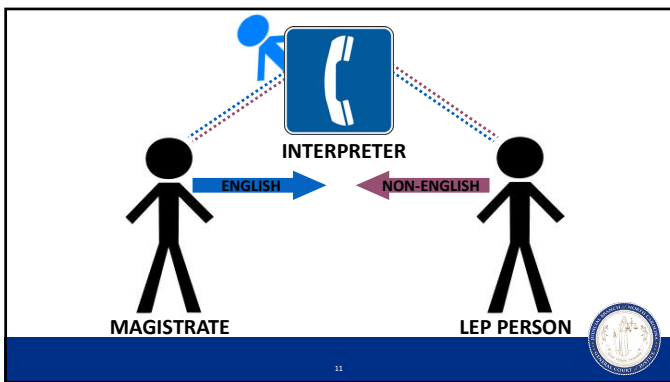 INTERPRETER
ENGLISH
NON-ENGLISH
MAGISTRATE
LEP PERSON
11